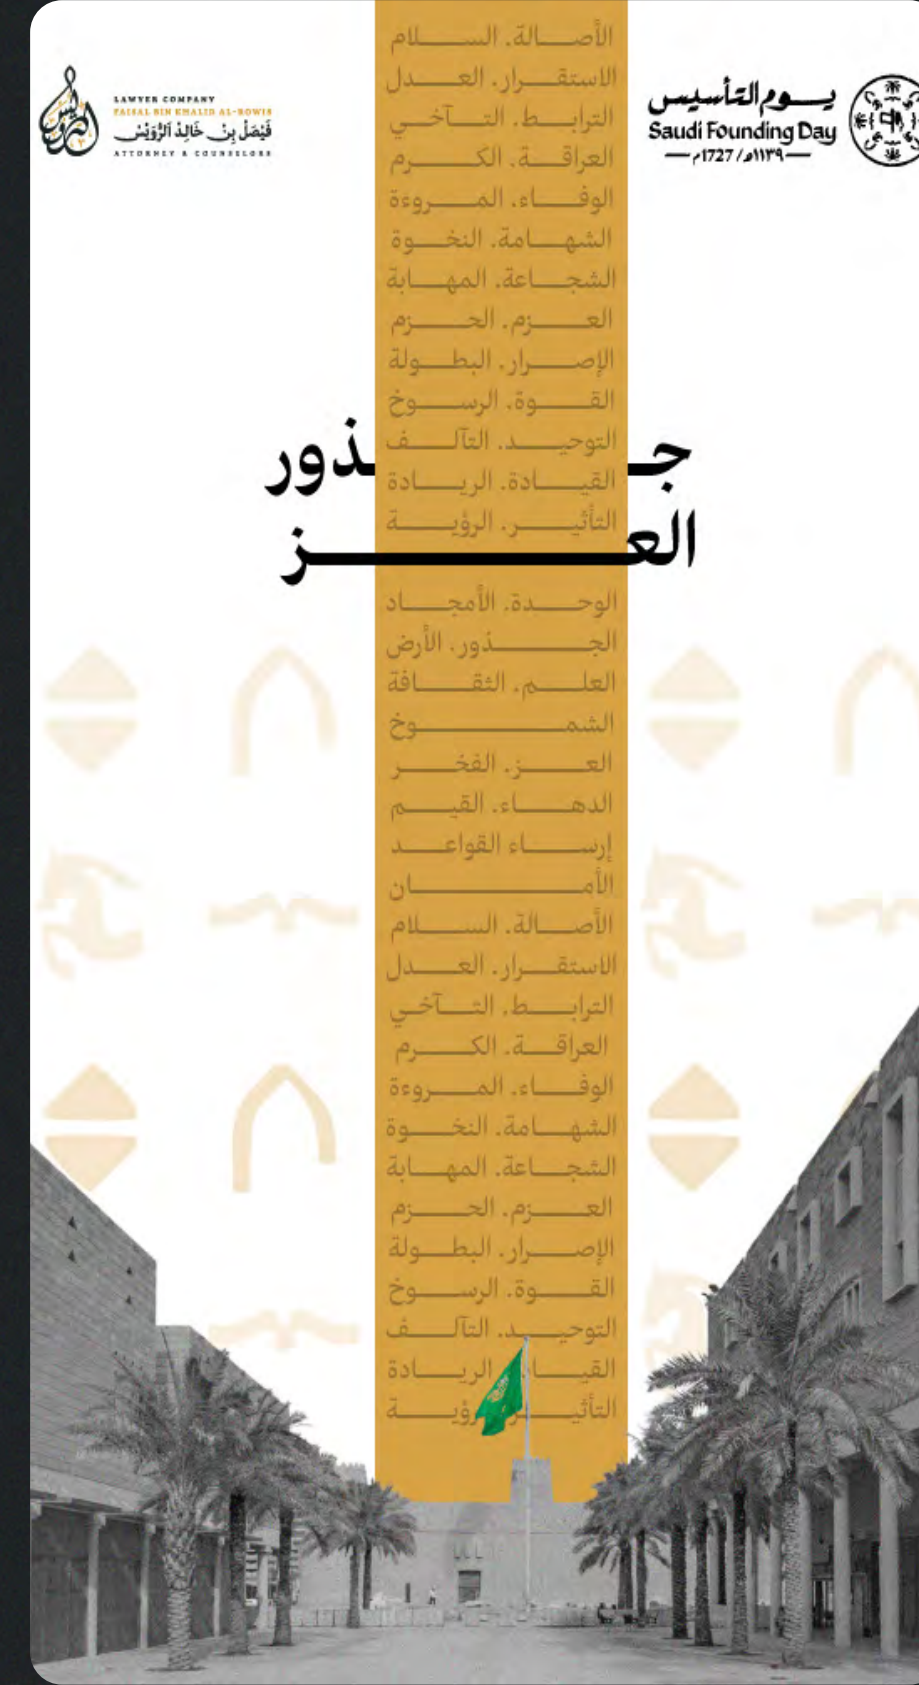 يوم التأسيس
Saudi Founding Day
١١٣٩هـ / 1727م
LAWYER COMPANY
FAISAL BIN KHALID AL-ROWIS
فَيْصَلْ بِنْ خَالِدْ اَلرُّوَيْسْ
ATTORNEY & COUNSELORS
الأصالة. السلام
الاستقرار. العدل
الترابط. التآخي
العراقة. الكرم
الوفاء. المروءة
الشهامة. النخوة
الشجاعة. المهابة
العزم. الحزم
الإصرار. البطولة
القوة. الرسوخ
التوحيد. التآلف
القيادة. الريادة
التأثير. الرؤية
جذور
العز
الوحدة. الأمجاد
الجذور. الأرض
العلم. الثقافة
الشموخ
العز. الفخر
الدهاء. القيم
إرساء القواعد
الأمان
الأصالة. السلام
الاستقرار. العدل
الترابط. التآخي
العراقة. الكرم
الوفاء. المروءة
الشهامة. النخوة
الشجاعة. المهابة
العزم. الحزم
الإصرار. البطولة
القوة. الرسوخ
التوحيد. التآلف
الريادة